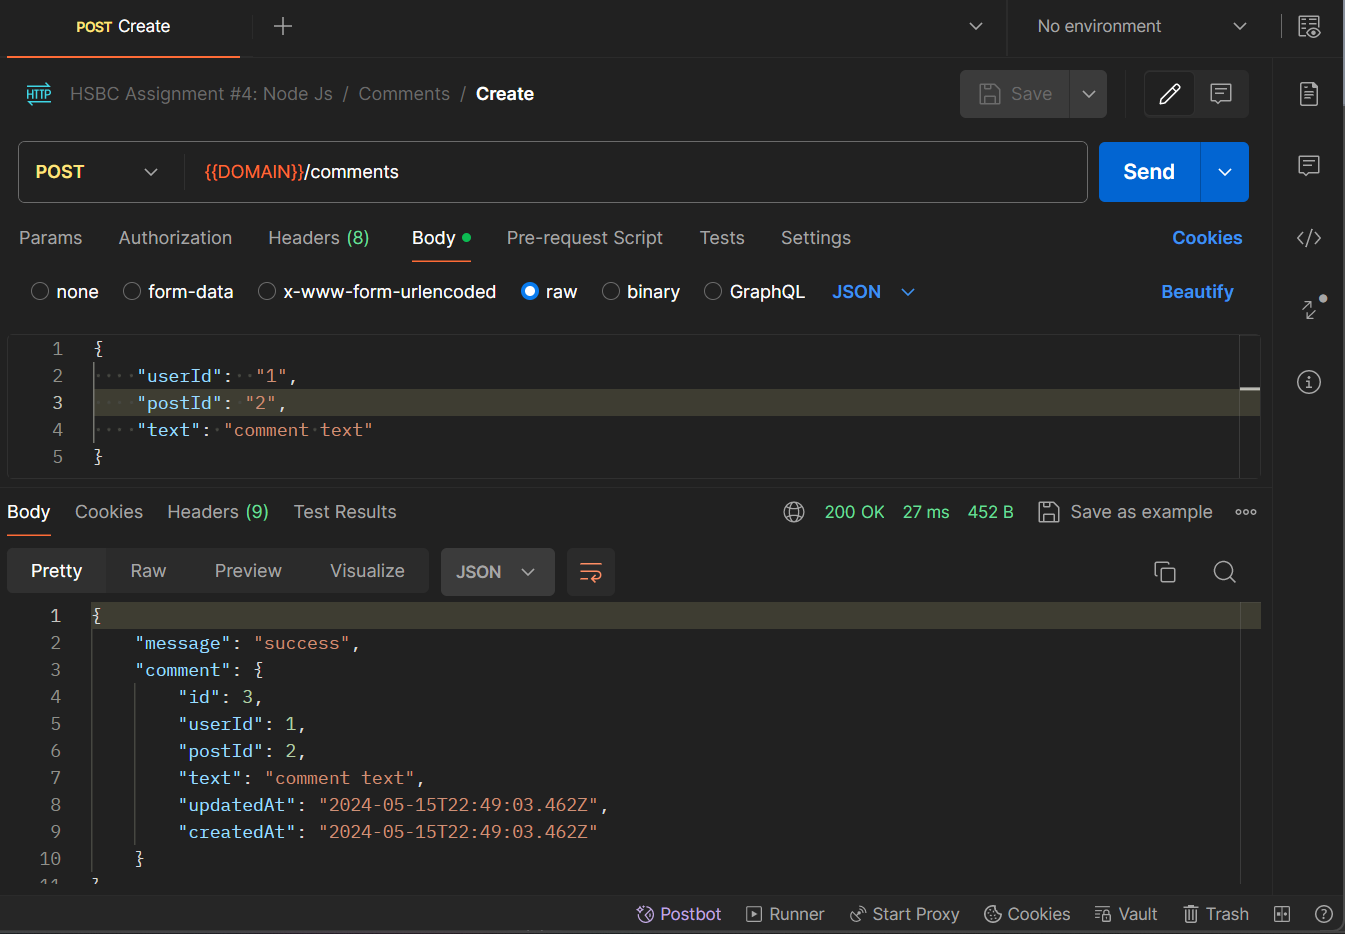 POST Create
No environment
HTTP HSBC Assignment #4: Node Js / Comments / Create
Save
POST {{DOMAIN}}/comments
Send
Params Authorization Headers (8) Body Pre-request Script Tests Settings Cookies
none form-data x-www-form-urlencoded raw binary GraphQL JSON Beautify
1 {
2 "userId": "1",
3 "postId": "2",
4 "text": "comment text"
5 }
Body Cookies Headers (9) Test Results 200 OK 27 ms 452 B Save as example
Pretty Raw Preview Visualize JSON
1 {
2 "message": "success",
3 "comment": {
4 "id": 3,
5 "userId": 1,
6 "postId": 2,
7 "text": "comment text",
8 "updatedAt": "2024-05-15T22:49:03.462Z",
9 "createdAt": "2024-05-15T22:49:03.462Z"
10 }
11 }
Postbot Runner Start Proxy Cookies Vault Trash